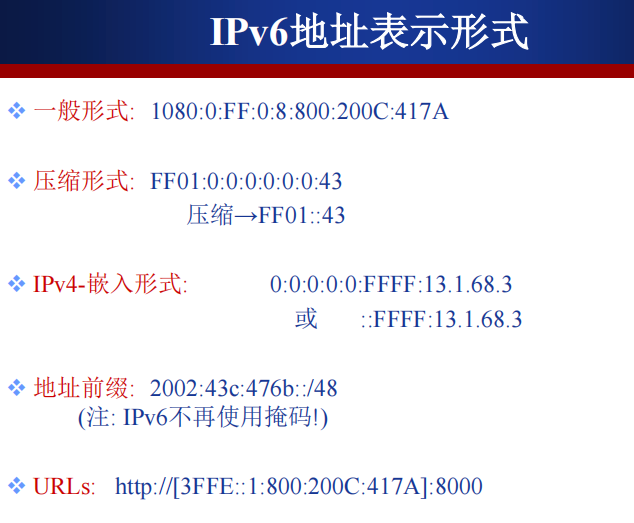 IPv6地址表示形式
一般形式: 1080:0:FF:0:8:800:200C:417A
压缩形式: FF01:0:0:0:0:0:0:43
压缩→FF01::43
IPv4-嵌入形式: 0:0:0:0:0:FFFF:13.1.68.3
或 ::FFFF:13.1.68.3
地址前缀: 2002:43c:476b::/48
(注: IPv6不再使用掩码!)
URLs: http://[3FFE::1:800:200C:417A]:8000